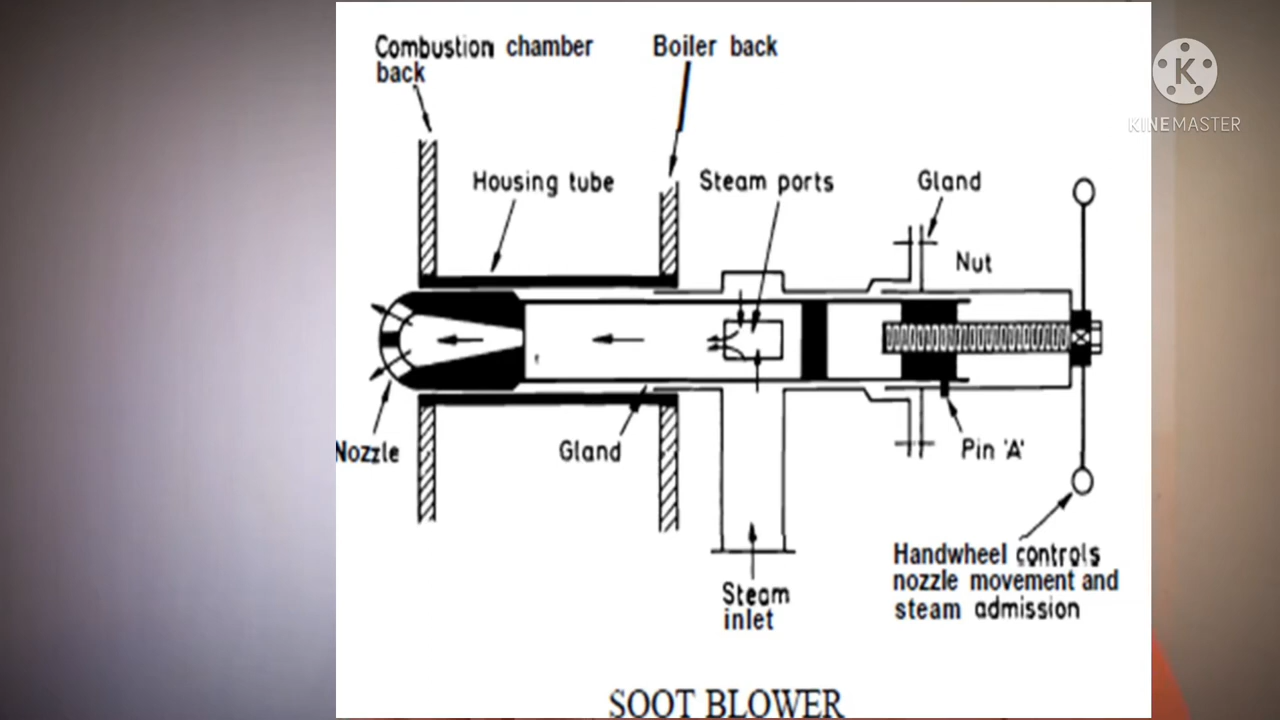 Combustion chamber
back
Boiler back
KINEMASTER
Housing tube
Steam ports
Gland
Nut
Nozzle
Gland
Pin 'A'
Handwheel controls
nozzle movement and
steam admission
Steam
inlet
SOOT BLOWER